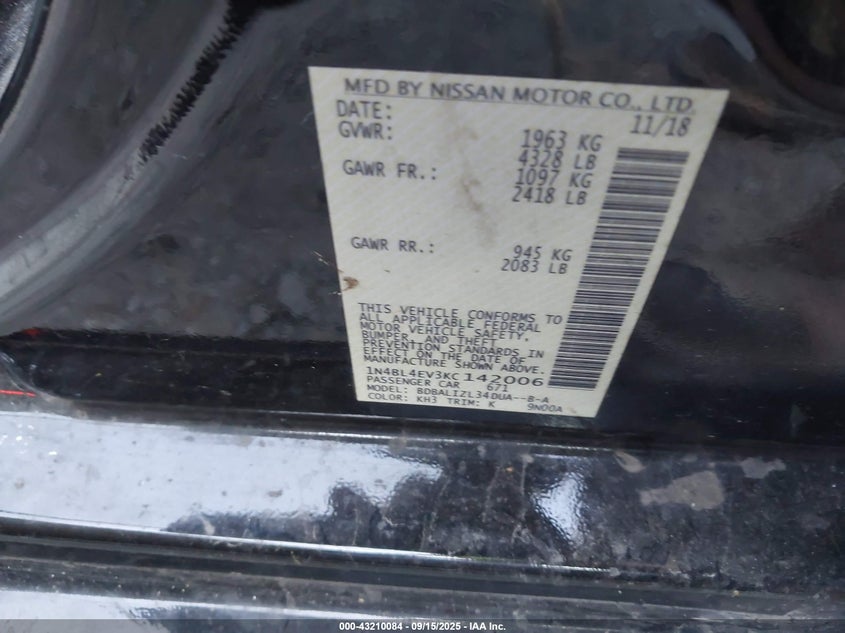 MFD BY NISSAN MOTOR CO., LTD.
DATE: 11/18
GVWR: 1963 KG
4328 LB
GAWR FR.: 1097 KG
2418 LB
GAWR RR.: 945 KG
2083 LB
THIS VEHICLE CONFORMS TO
ALL APPLICABLE FEDERAL
MOTOR VEHICLE SAFETY,
BUMPER, AND THEFT
PREVENTION STANDARDS IN
EFFECT ON THE DATE OF
MANUFACTURE SHOWN ABOVE.
1N4BL4EV3KC142006
PASSENGER CAR 671
MODEL: BDBALIZL34DUA--B-A
COLOR: KH3 TRIM: K 9N00A
000-43210084 - 09/15/2025 - IAA Inc.